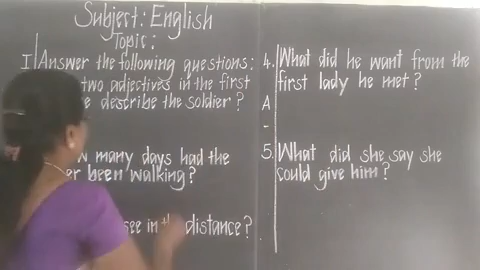 Subject: English
Topic:
I Answer the following questions:
two adjectives in the first
describe the soldier?
many days had the
been walking?
see in the distance?
4. What did he want from the
first lady he met?
A
-
5. What did she say she
could give him?